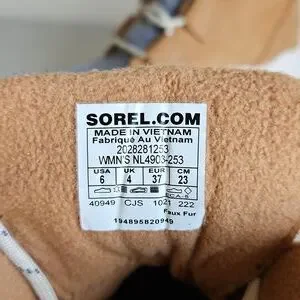 SOREL.COM
MADE IN VIETNAM
Fabriqué Au Vietnam
2028281253
WMN'S NL4903-253
USA UK EUR CM
6 4 37 23
40949 CJS 1021 222
Faux Fur
194895820949